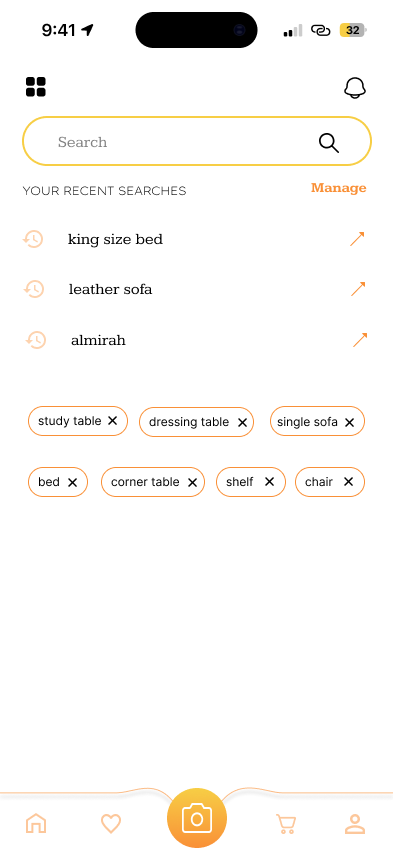 9:41
32
Search
YOUR RECENT SEARCHES
Manage
king size bed
leather sofa
almirah
study table
dressing table
single sofa
bed
corner table
shelf
chair